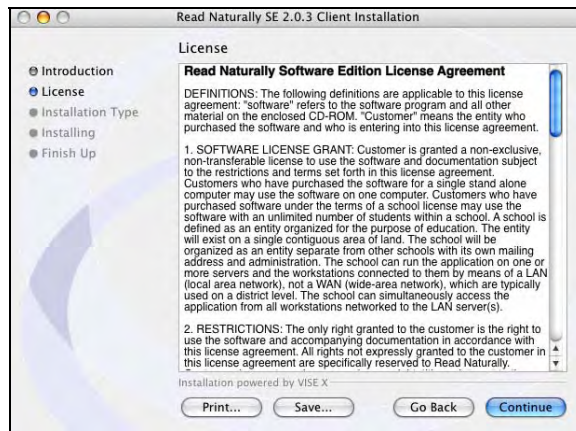 Read Naturally SE 2.0.3 Client Installation
License
Introduction
License
Installation Type
Installing
Finish Up
Read Naturally Software Edition License Agreement
DEFINITIONS: The following definitions are applicable to this license
agreement: "software" refers to the software program and all other
material on the enclosed CD-ROM. "Customer" means the entity who
purchased the software and who is entering into this license agreement.
1. SOFTWARE LICENSE GRANT: Customer is granted a non-exclusive,
non-transferable license to use the software and documentation subject
to the restrictions and terms set forth in this license agreement.
Customers who have purchased the software for a single stand alone
computer may use the software on one computer. Customers who have
purchased software under the terms of a school license may use the
software with an unlimited number of students within a school. A school is
defined as an entity organized for the purpose of education. The entity
will exist on a single contiguous area of land. The school will be
organized as an entity separate from other schools with its own mailing
address and administration. The school can run the application on one or
more servers and the workstations connected to them by means of a LAN
(local area network), not a WAN (wide-area network), which are typically
used on a district level. The school can simultaneously access the
application from all workstations networked to the LAN server(s).
2. RESTRICTIONS: The only right granted to the customer is the right to
use the software and accompanying documentation in accordance with
this license agreement. All rights not expressly granted to the customer in
this license agreement are specifically reserved to Read Naturally.
Installation powered by VISE X
Print...
Save...
Go Back
Continue